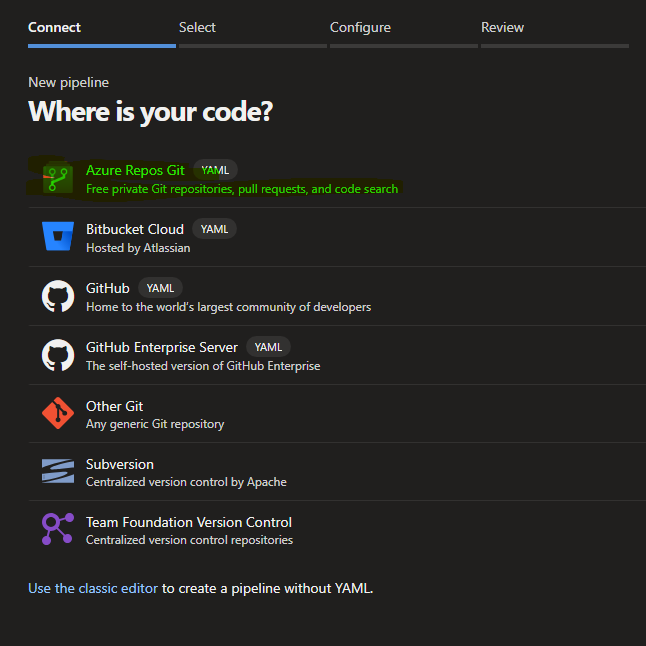 Connect Select Configure Review
New pipeline
Where is your code?
Azure Repos Git YAML
Free private Git repositories, pull requests, and code search
Bitbucket Cloud YAML
Hosted by Atlassian
GitHub YAML
Home to the world's largest community of developers
GitHub Enterprise Server YAML
The self-hosted version of GitHub Enterprise
Other Git
Any generic Git repository
Subversion
Centralized version control by Apache
Team Foundation Version Control
Centralized version control repositories
Use the classic editor to create a pipeline without YAML.